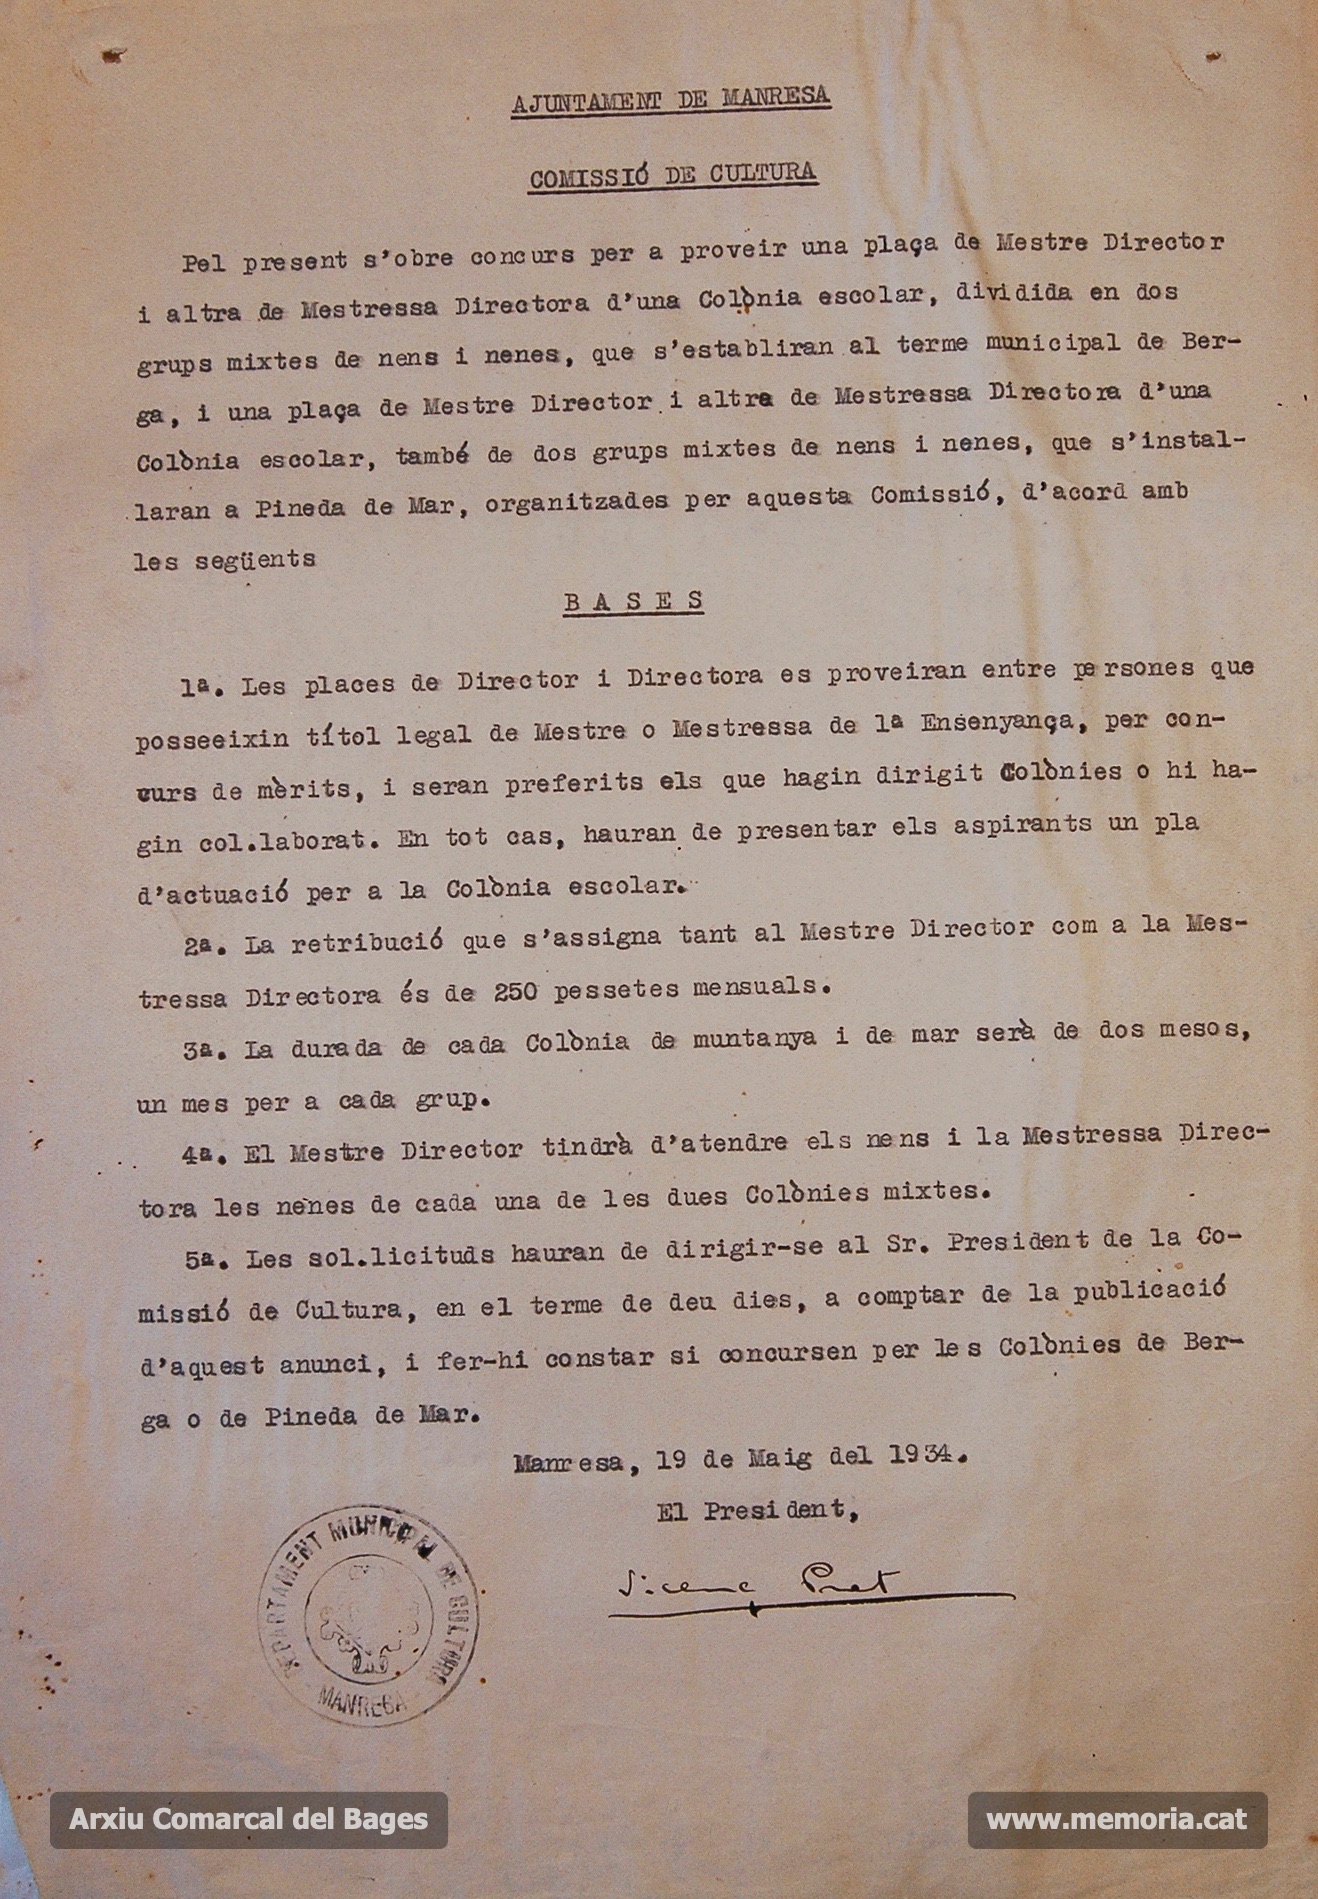 AJUNTAMENT DE MANRESA
COMISSIÓ DE CULTURA
Pel present s'obre concurs per a proveir una plaça de Mestre Director
i altra de Mestressa Directora d'una Colònia escolar, dividida en dos
grups mixtes de nens i nenes, que s'establiran al terme municipal de Ber-
ga, i una plaça de Mestre Director i altra de Mestressa Directora d'una
Colònia escolar, també de dos grups mixtes de nens i nenes, que s'instal-
laran a Pineda de Mar, organitzades per aquesta Comissió, d'acord amb
les següents
B A S E S
1ª. Les places de Director i Directora es proveiran entre persones que
posseeixin títol legal de Mestre o Mestressa de 1ª Ensenyança, per con-
curs de mèrits, i seran preferits els que hagin dirigit Colònies o hi ha-
gin col.laborat. En tot cas, hauran de presentar els aspirants un pla
d'actuació per a la Colònia escolar.
2ª. La retribució que s'assigna tant al Mestre Director com a la Mes-
tressa Directora és de 250 pessetes mensuals.
3ª. La durada de cada Colònia de muntanya i de mar serà de dos mesos,
un mes per a cada grup.
4ª. El Mestre Director tindrà d'atendre els nens i la Mestressa Direc-
tora les nenes de cada una de les dues Colònies mixtes.
5ª. Les sol.licituds hauran de dirigir-se al Sr. President de la Co-
missió de Cultura, en el terme de deu dies, a comptar de la publicació
d'aquest anunci, i fer-hi constar si concursen per les Colònies de Ber-
ga o de Pineda de Mar.
Manresa, 19 de Maig del 1934.
El President,
Vicenç Prat
DEPARTAMENT MUNICIPAL DE CULTURA
MANRESA
Arxiu Comarcal del Bages
www.memoria.cat